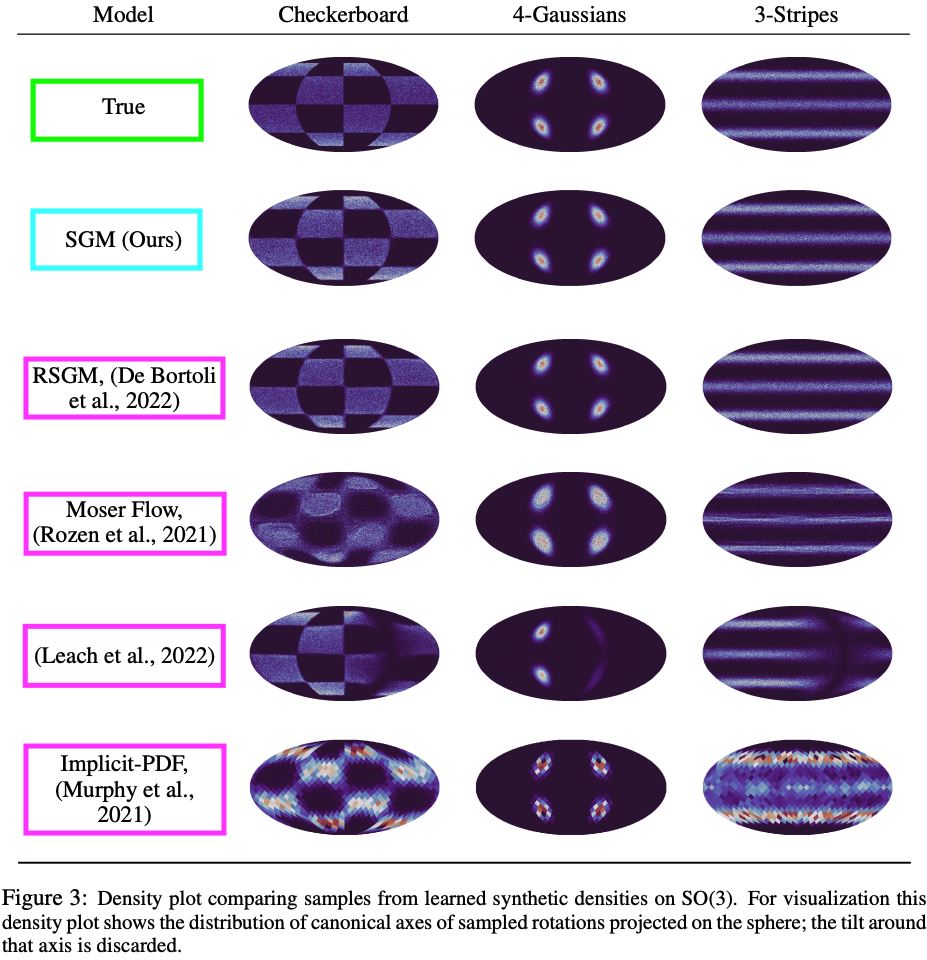 Model Checkerboard 4-Gaussians 3-Stripes
True
SGM (Ours)
RSGM, (De Bortoli
et al., 2022)
Moser Flow,
(Rozen et al., 2021)
(Leach et al., 2022)
Implicit-PDF,
(Murphy et al.,
2021)
Figure 3: Density plot comparing samples from learned synthetic densities on SO(3). For visualization this
density plot shows the distribution of canonical axes of sampled rotations projected on the sphere; the tilt around
that axis is discarded.